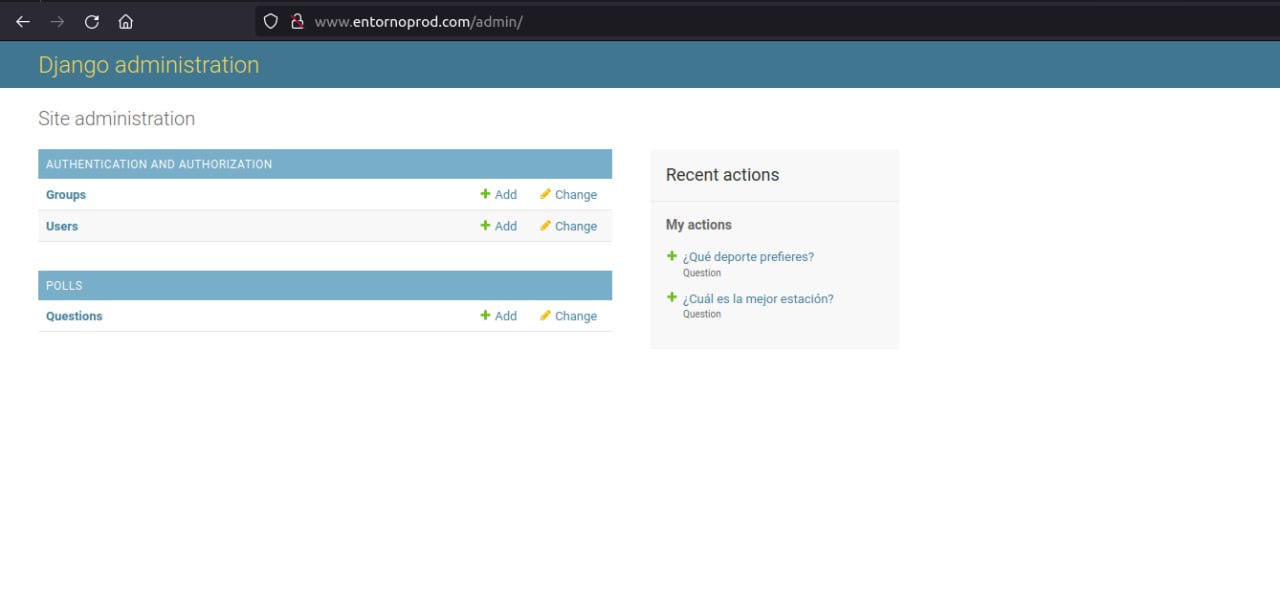 www.entornoprod.com/admin/
Django administration
Site administration
AUTHENTICATION AND AUTHORIZATION
Groups Add Change
Users Add Change
POLLS
Questions Add Change
Recent actions
My actions
¿Qué deporte prefieres?
Question
¿Cuál es la mejor estación?
Question